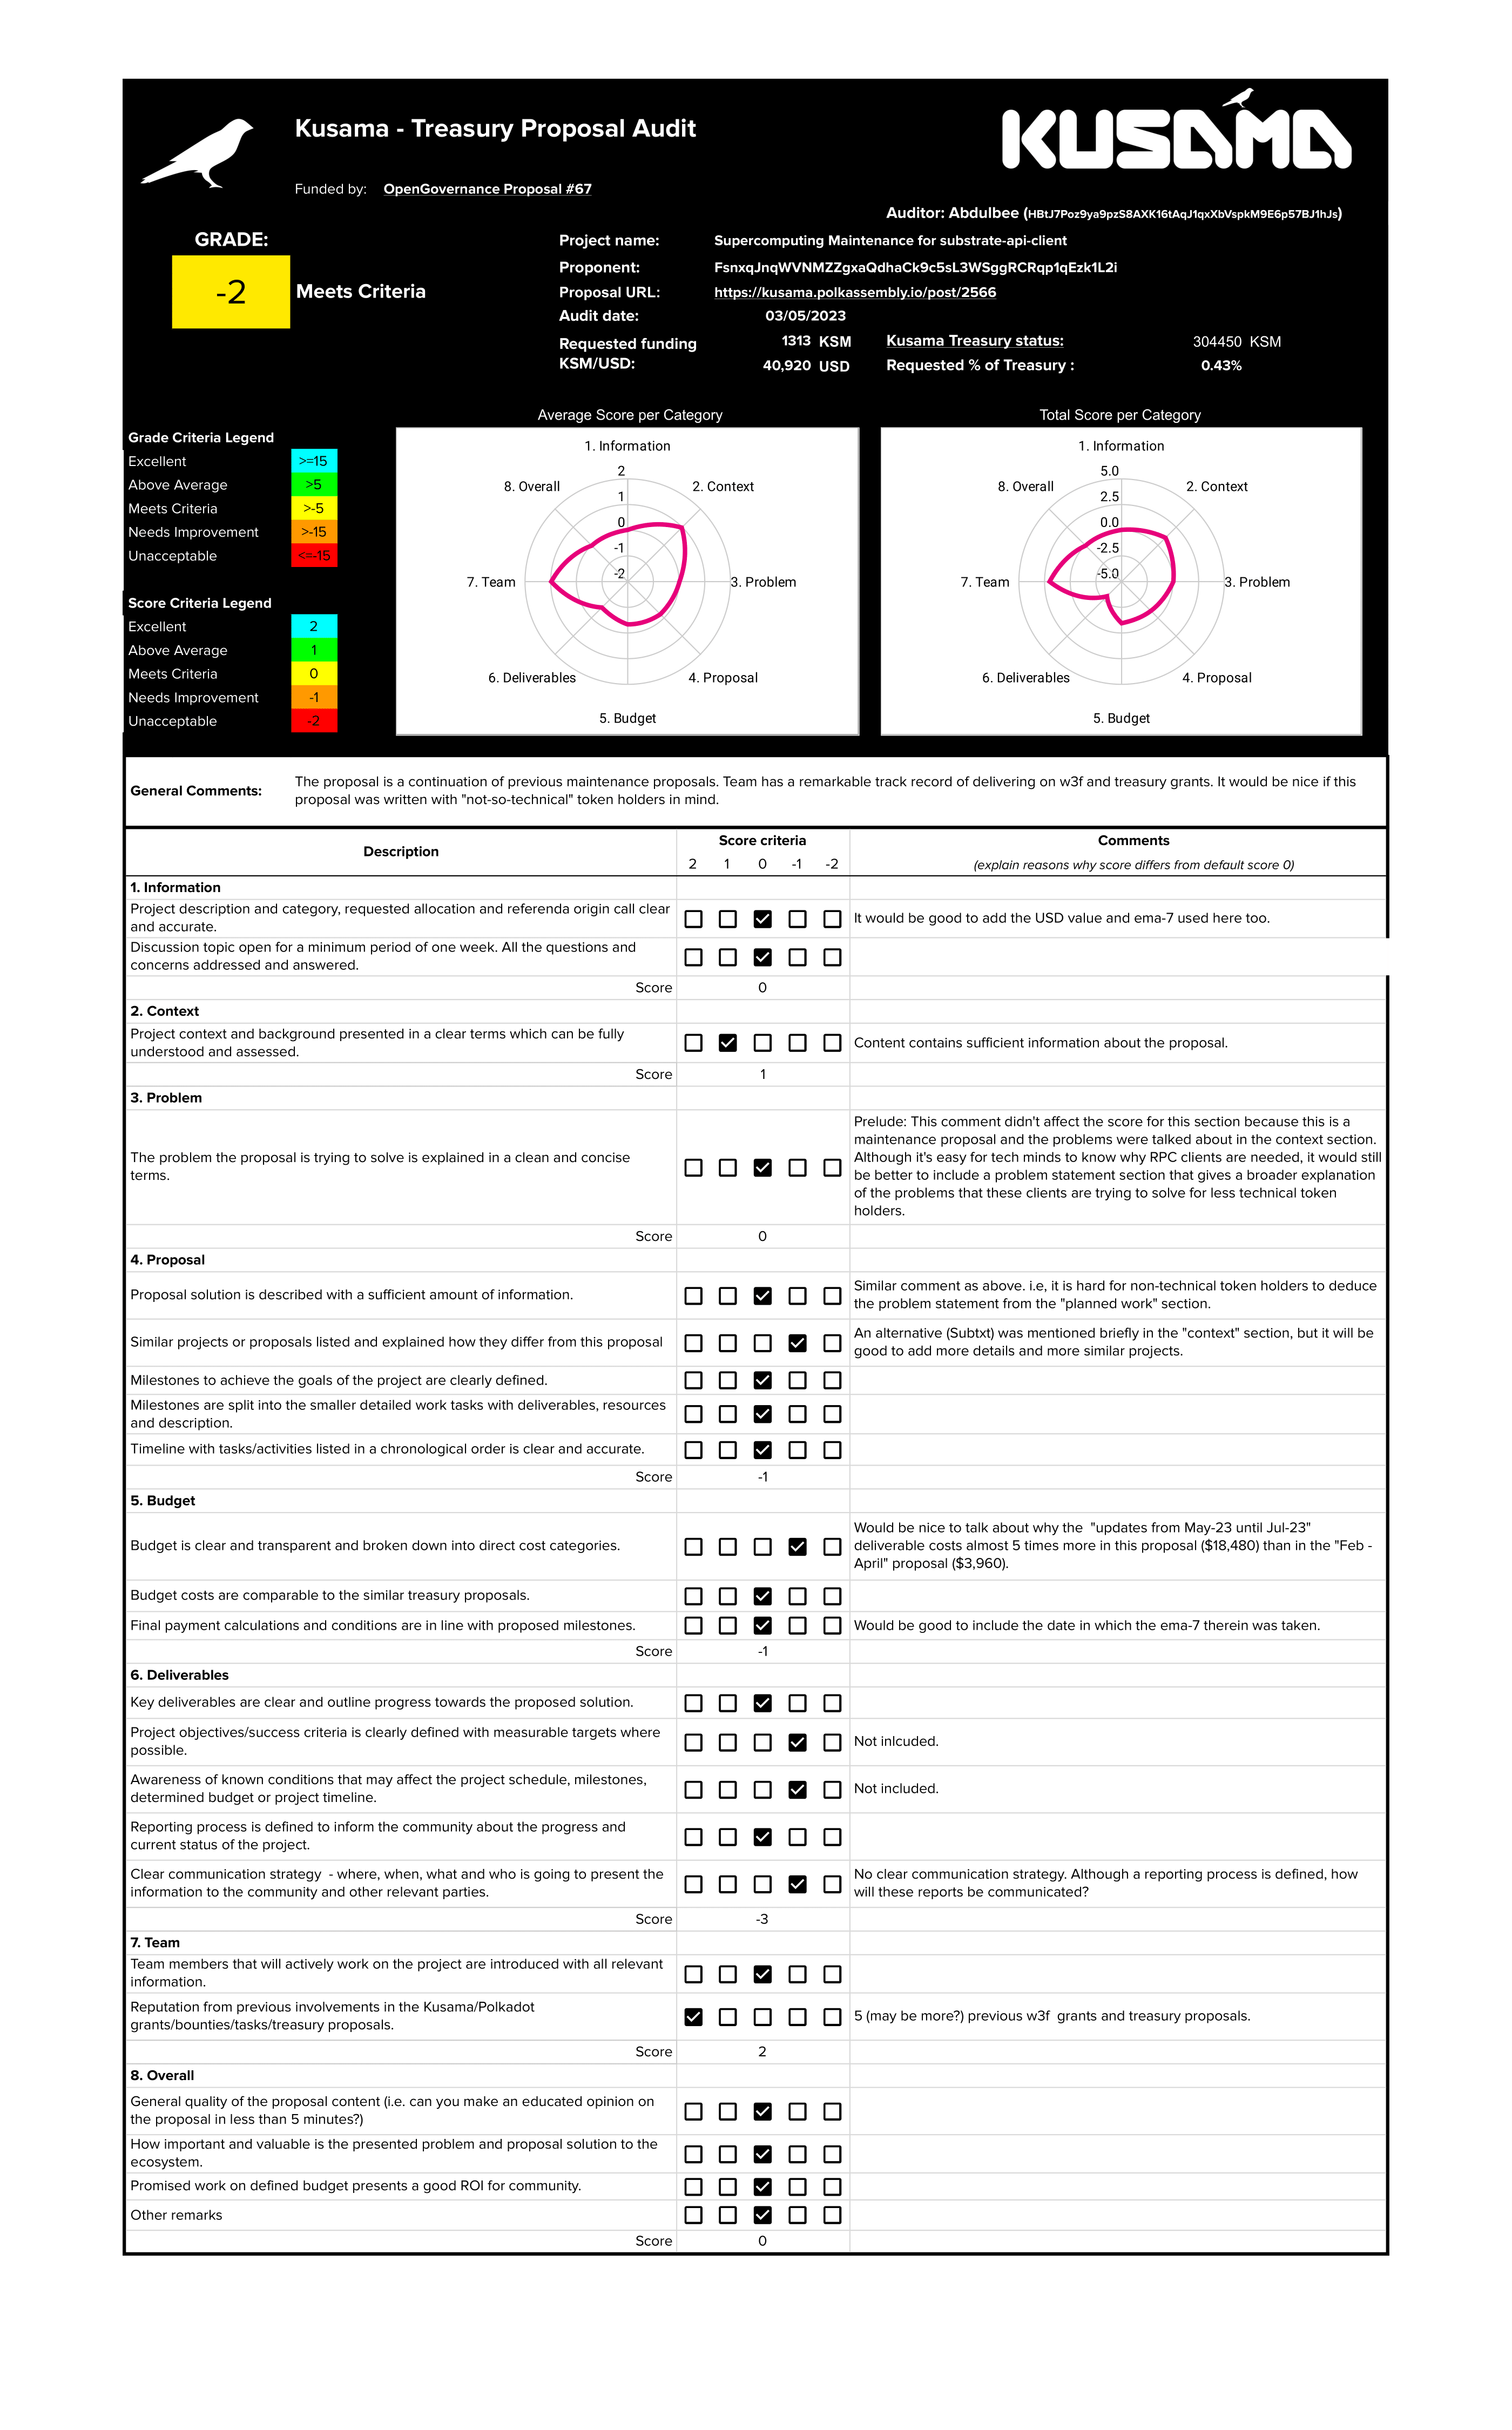 KUSAMA
Kusama - Treasury Proposal Audit
Funded by: OpenGovernance Proposal #67
Auditor: Abdulbee (HBtJ7Poz9ya9pzS8AXK16tAqJ1qxXbVspkM9E6p57BJ1hJs)
GRADE:
-2
Meets Criteria
Project name: Supercomputing Maintenance for substrate-api-client
Proponent: FsnxqJnqWVNMZZgxaQdhaCk9c5sL3WSggRCRqp1qEzk1L2i
Proposal URL: https://kusama.polkassembly.io/post/2566
Audit date: 03/05/2023
Requested funding
KSM/USD:
1313 KSM
40,920 USD
Kusama Treasury status: 304450 KSM
Requested % of Treasury : 0.43%
Grade Criteria Legend
Excellent >=15
Above Average >5
Meets Criteria >-5
Needs Improvement >-15
Unacceptable <=-15
Score Criteria Legend
Excellent 2
Above Average 1
Meets Criteria 0
Needs Improvement -1
Unacceptable -2
Average Score per Category
1. Information
2
8. Overall
2. Context
1
0
-1
-2
7. Team
3. Problem
6. Deliverables
4. Proposal
5. Budget
Total Score per Category
1. Information
5.0
8. Overall
2. Context
2.5
0.0
-2.5
-5.0
7. Team
3. Problem
6. Deliverables
4. Proposal
5. Budget
General Comments:
The proposal is a continuation of previous maintenance proposals. Team has a remarkable track record of delivering on w3f and treasury grants. It would be nice if this
proposal was written with "not-so-technical" token holders in mind.
Description
Score criteria
2 1 0 -1 -2
Comments
(explain reasons why score differs from default score 0)
1. Information
Project description and category, requested allocation and referenda origin call clear
and accurate.
It would be good to add the USD value and ema-7 used here too.
Discussion topic open for a minimum period of one week. All the questions and
concerns addressed and answered.
Score 0
2. Context
Project context and background presented in a clear terms which can be fully
understood and assessed.
Content contains sufficient information about the proposal.
Score 1
3. Problem
The problem the proposal is trying to solve is explained in a clean and concise
terms.
Prelude: This comment didn't affect the score for this section because this is a
maintenance proposal and the problems were talked about in the context section.
Although it's easy for tech minds to know why RPC clients are needed, it would still
be better to include a problem statement section that gives a broader explanation
of the problems that these clients are trying to solve for less technical token
holders.
Score 0
4. Proposal
Proposal solution is described with a sufficient amount of information.
Similar comment as above. i.e, it is hard for non-technical token holders to deduce
the problem statement from the "planned work" section.
Similar projects or proposals listed and explained how they differ from this proposal
An alternative (Subtxt) was mentioned briefly in the "context" section, but it will be
good to add more details and more similar projects.
Milestones to achieve the goals of the project are clearly defined.
Milestones are split into the smaller detailed work tasks with deliverables, resources
and description.
Timeline with tasks/activities listed in a chronological order is clear and accurate.
Score -1
5. Budget
Budget is clear and transparent and broken down into direct cost categories.
Would be nice to talk about why the "updates from May-23 until Jul-23"
deliverable costs almost 5 times more in this proposal ($18,480) than in the "Feb -
April" proposal ($3,960).
Budget costs are comparable to the similar treasury proposals.
Final payment calculations and conditions are in line with proposed milestones.
Would be good to include the date in which the ema-7 therein was taken.
Score -1
6. Deliverables
Key deliverables are clear and outline progress towards the proposed solution.
Project objectives/success criteria is clearly defined with measurable targets where
possible.
Not inlcuded.
Awareness of known conditions that may affect the project schedule, milestones,
determined budget or project timeline.
Not included.
Reporting process is defined to inform the community about the progress and
current status of the project.
Clear communication strategy - where, when, what and who is going to present the
information to the community and other relevant parties.
No clear communication strategy. Although a reporting process is defined, how
will these reports be communicated?
Score -3
7. Team
Team members that will actively work on the project are introduced with all relevant
information.
Reputation from previous involvements in the Kusama/Polkadot
grants/bounties/tasks/treasury proposals.
5 (may be more?) previous w3f grants and treasury proposals.
Score 2
8. Overall
General quality of the proposal content (i.e. can you make an educated opinion on
the proposal in less than 5 minutes?)
How important and valuable is the presented problem and proposal solution to the
ecosystem.
Promised work on defined budget presents a good ROI for community.
Other remarks
Score 0